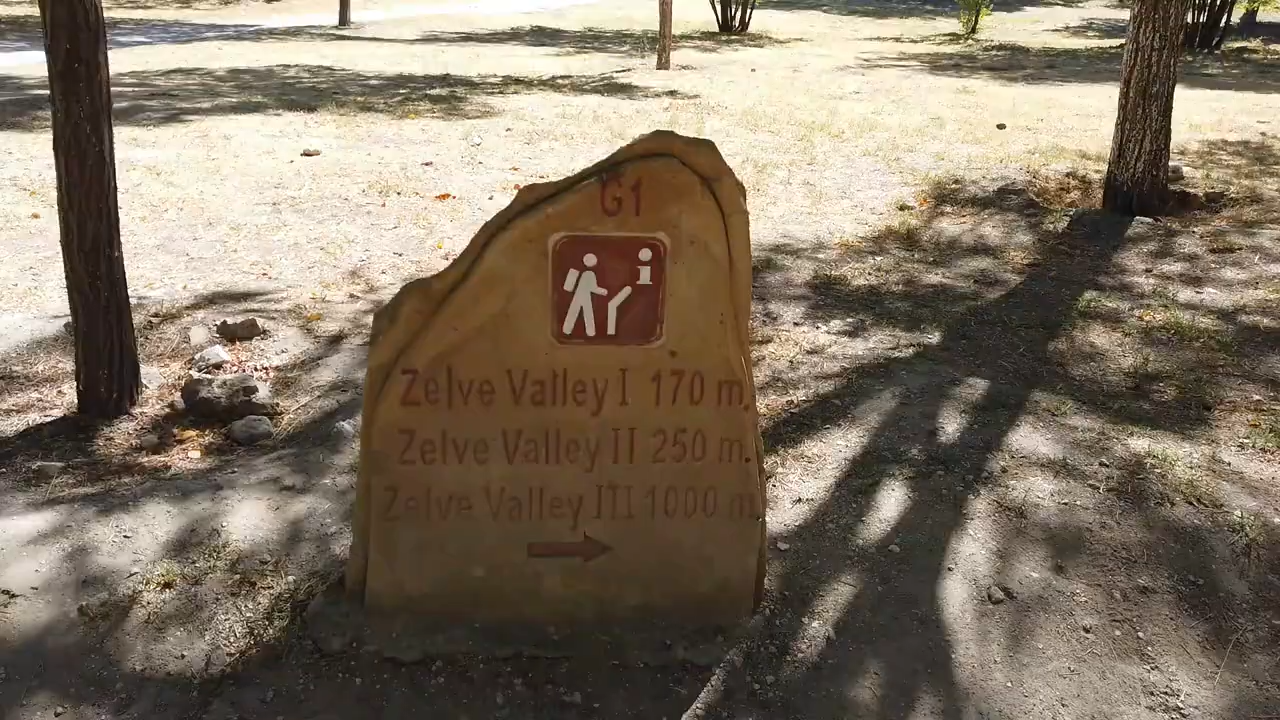 G1
i
Zelve Valley I 170 m.
Zelve Valley II 250 m.
Zelve Valley III 1000 m